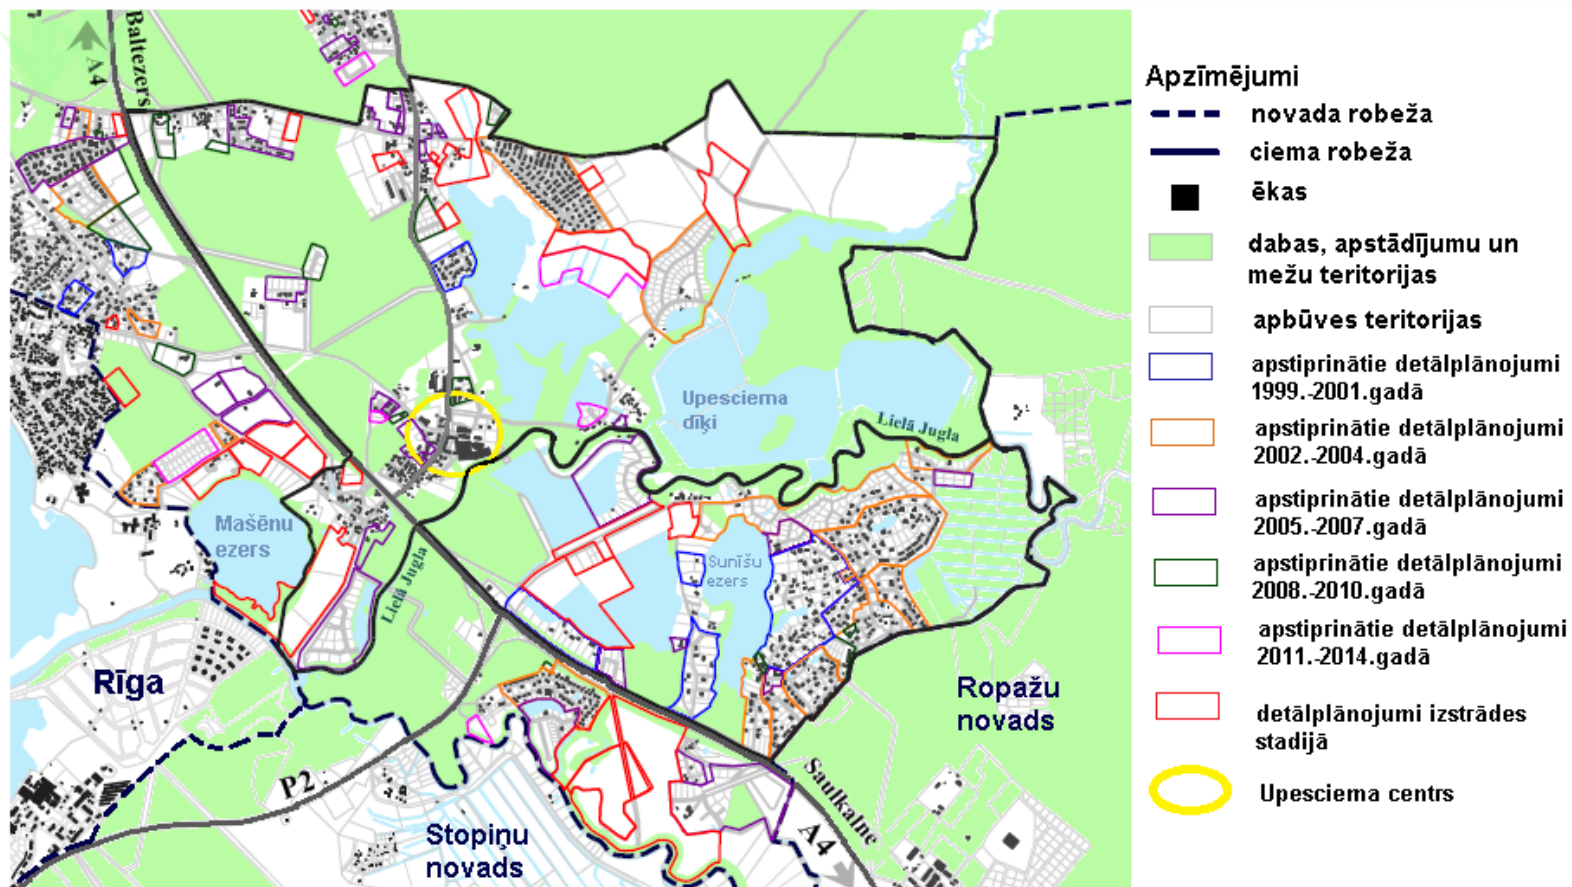 Baltezers
A4
Upesciema
dīķi
Lielā Jugla
Mašēnu
ezers
Sunīšu
ezers
Lielā Jugla
Rīga
Ropažu
novads
P2
Saulkalne
Stopiņu
novads
A4
Apzīmējumi
novada robeža
ciema robeža
ēkas
dabas, apstādījumu un
mežu teritorijas
apbūves teritorijas
apstiprinātie detālplānojumi
1999.-2001.gadā
apstiprinātie detālplānojumi
2002.-2004.gadā
apstiprinātie detālplānojumi
2005.-2007.gadā
apstiprinātie detālplānojumi
2008.-2010.gadā
apstiprinātie detālplānojumi
2011.-2014.gadā
detālplānojumi izstrādes
stadijā
Upesciema centrs